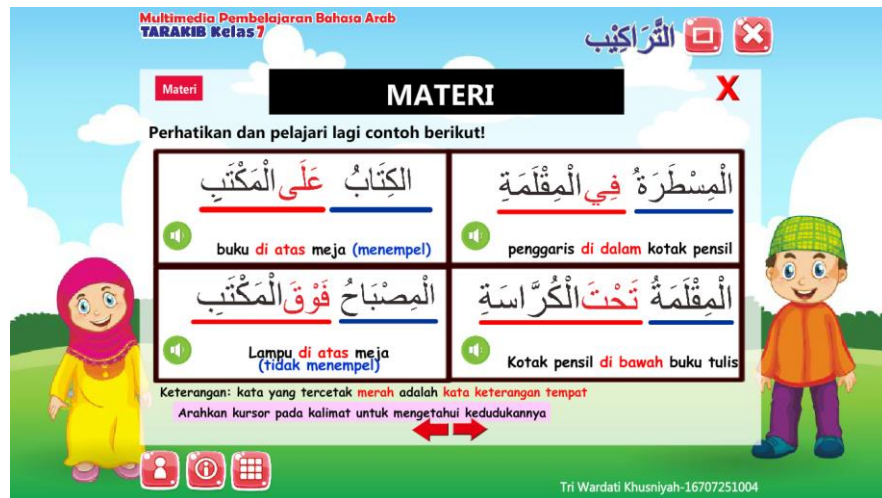 Multimedia Pembelajaran Bahasa Arab
TARAKIB Kelas 7
التَّرَاكِيْب
Materi
MATERI
X
Perhatikan dan pelajari lagi contoh berikut!
الْمِسْطَرَةُ فِي الْمِقْلَمَةِ
penggaris di dalam kotak pensil
الكِتَابُ عَلَى الْمَكْتَبِ
buku di atas meja (menempel)
الْمِقْلَمَةُ تَحْتَ الْكُرَّاسَةِ
Kotak pensil di bawah buku tulis
الْمِصْبَاحُ فَوْقَ الْمَكْتَبِ
Lampu di atas meja
(tidak menempel)
Keterangan: kata yang tercetak merah adalah kata keterangan tempat
Arahkan kursor pada kalimat untuk mengetahui kedudukannya
Tri Wardati Khusniyah-16707251004